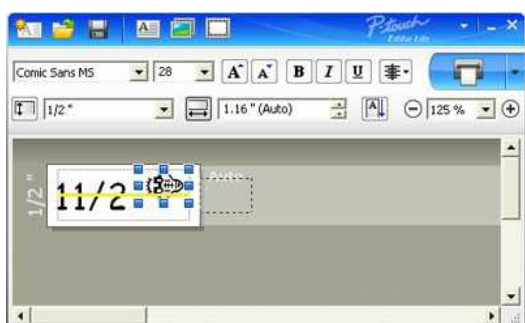 P-touch
Editor Lite
Comic Sans MS 28 A A B I U
1/2 " 1.16 " (Auto) A 125 %
Auto
1/2 "
11/2